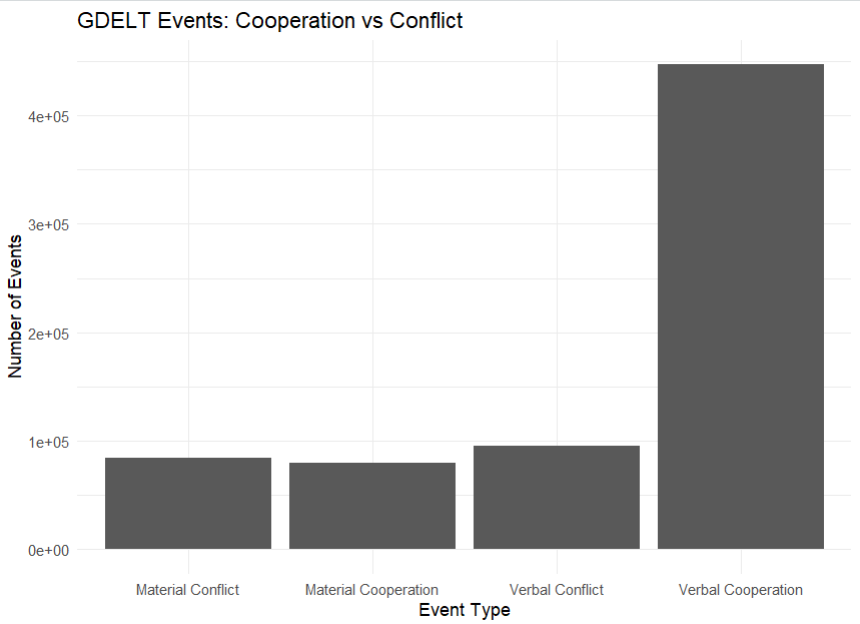 GDELT Events: Cooperation vs Conflict
Number of Events
4e+05
3e+05
2e+05
1e+05
0e+00
Material Conflict
Material Cooperation
Verbal Conflict
Verbal Cooperation
Event Type